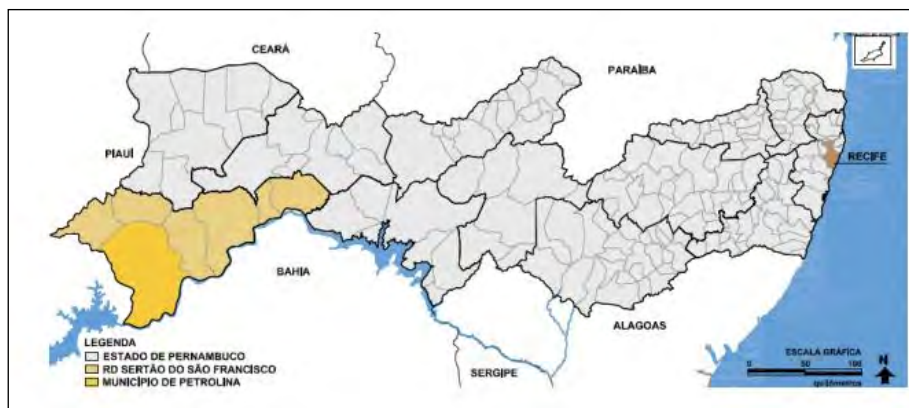 CEARÁ
PARAÍBA
PIAUÍ
RECIFE
BAHIA
ALAGOAS
SERGIPE
LEGENDA
ESTADO DE PERNAMBUCO
RD SERTÃO DO SÃO FRANCISCO
MUNICÍPIO DE PETROLINA
ESCALA GRÁFICA
0 50 100
quilômetros
N